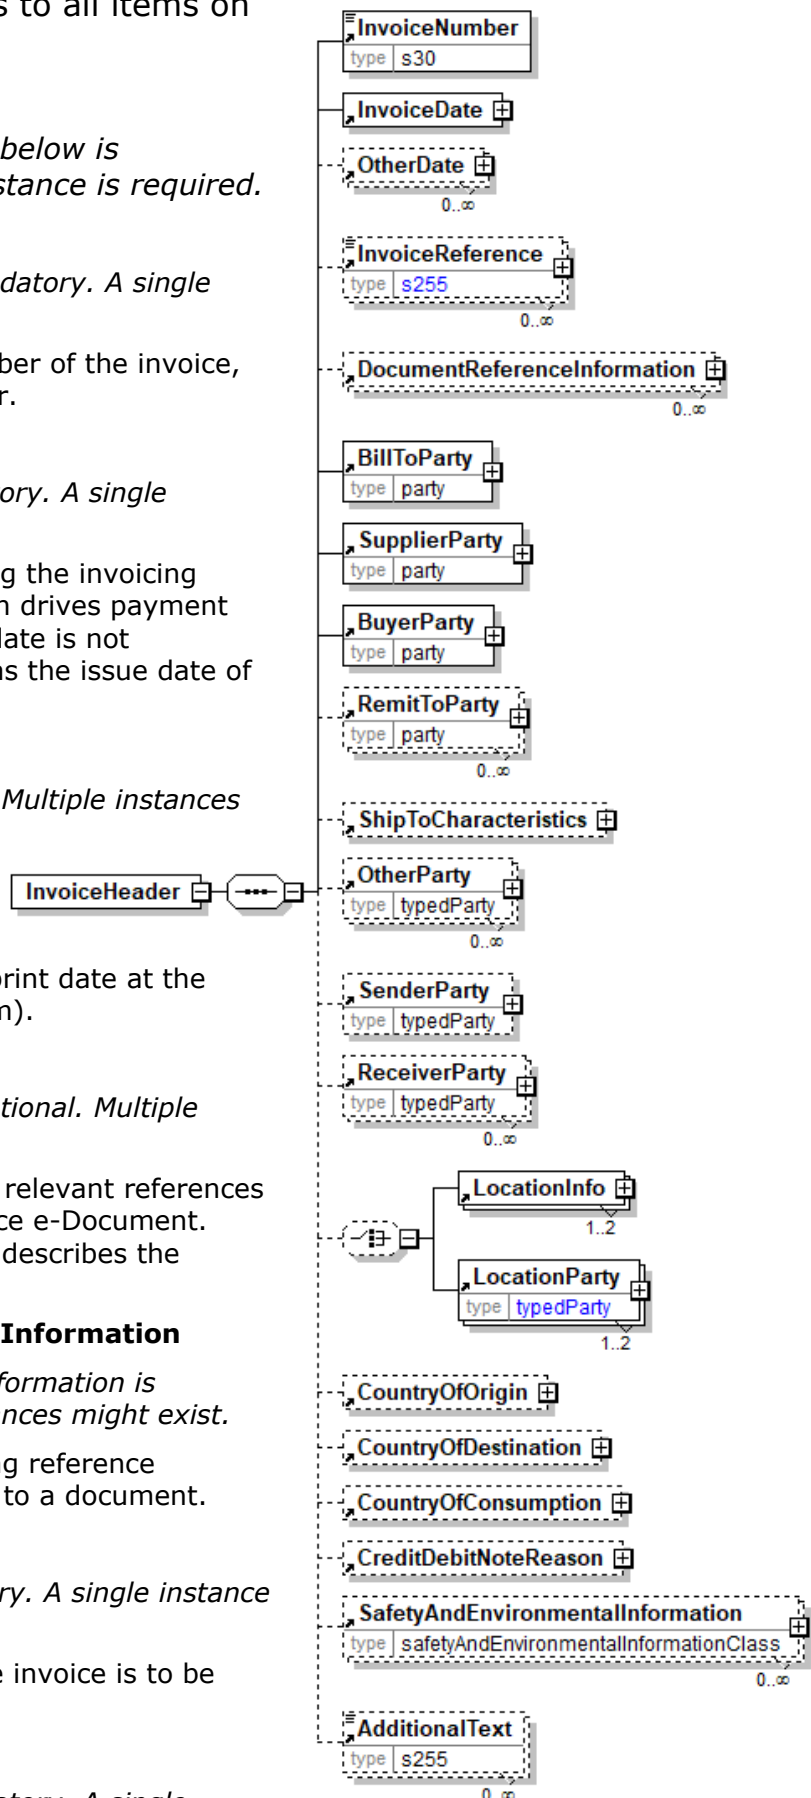 s to all items on
below is
stance is required.
datory. A single
ber of the invoice,
r.
ory. A single
g the invoicing
n drives payment
date is not
as the issue date of
Multiple instances
print date at the
m).
tional. Multiple
relevant references
ce e-Document.
describes the
Information
formation is
nces might exist.
ng reference
to a document.
ry. A single instance
e invoice is to be
InvoiceHeader
InvoiceNumber
type s30
InvoiceDate
OtherDate
0..∞
InvoiceReference
type s255
0..∞
DocumentReferenceInformation
0..∞
BillToParty
type party
SupplierParty
type party
BuyerParty
type party
RemitToParty
type party
0..∞
ShipToCharacteristics
OtherParty
type typedParty
0..∞
SenderParty
type typedParty
ReceiverParty
type typedParty
0..∞
LocationInfo
1..2
LocationParty
type typedParty
1..2
CountryOfOrigin
CountryOfDestination
CountryOfConsumption
CreditDebitNoteReason
SafetyAndEnvironmentalInformation
type safetyAndEnvironmentalInformationClass
0..∞
AdditionalText
type s255
0..∞